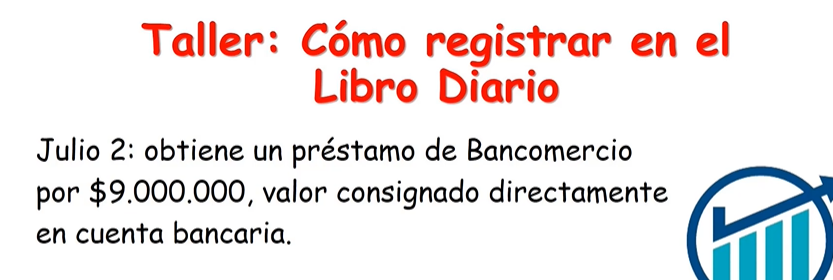 Taller: Cómo registrar en el
Libro Diario
Julio 2: obtiene un préstamo de Bancomercio
por $9.000.000, valor consignado directamente
en cuenta bancaria.